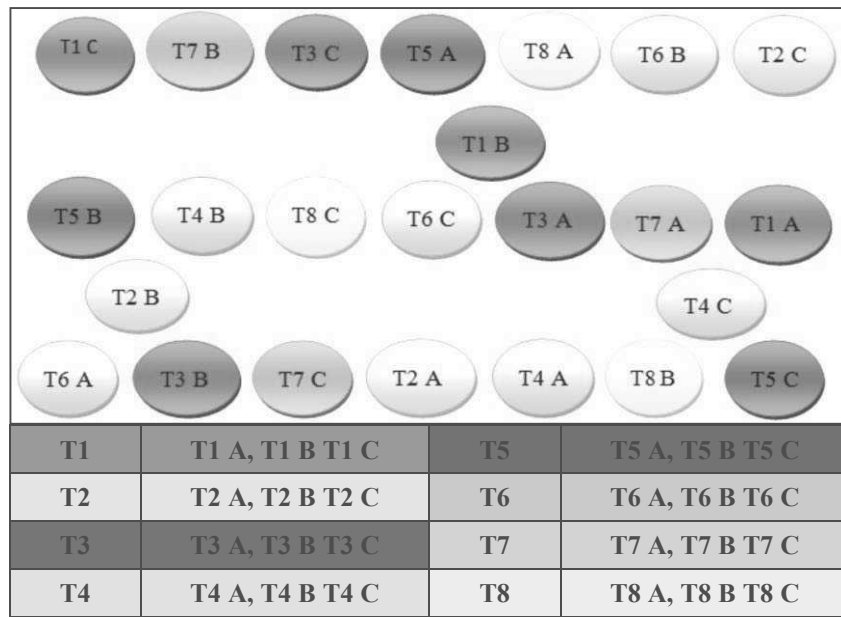 T1 C T7 B T3 C T5 A T8 A T6 B T2 C
T1 B
T5 B T4 B T8 C T6 C T3 A T7 A T1 A
T2 B T4 C
T6 A T3 B T7 C T2 A T4 A T8 B T5 C
T1 T1 A, T1 B T1 C T5 T5 A, T5 B T5 C
T2 T2 A, T2 B T2 C T6 T6 A, T6 B T6 C
T3 T3 A, T3 B T3 C T7 T7 A, T7 B T7 C
T4 T4 A, T4 B T4 C T8 T8 A, T8 B T8 C